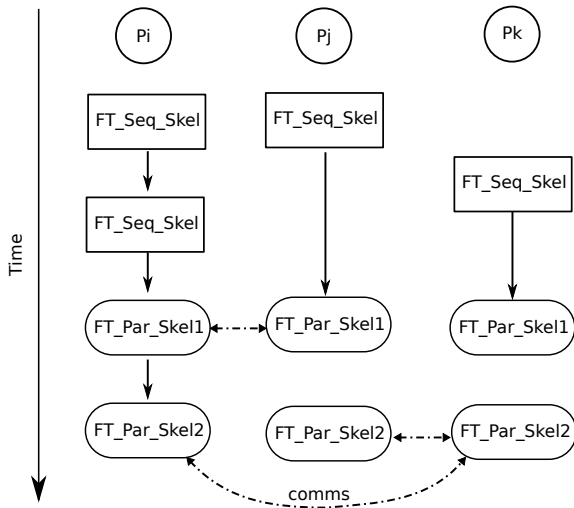 Pi
Pj
Pk
FT_Seq_Skel
FT_Seq_Skel
FT_Seq_Skel
FT_Seq_Skel
Time
FT_Par_Skel1
FT_Par_Skel1
FT_Par_Skel1
FT_Par_Skel2
FT_Par_Skel2
FT_Par_Skel2
comms